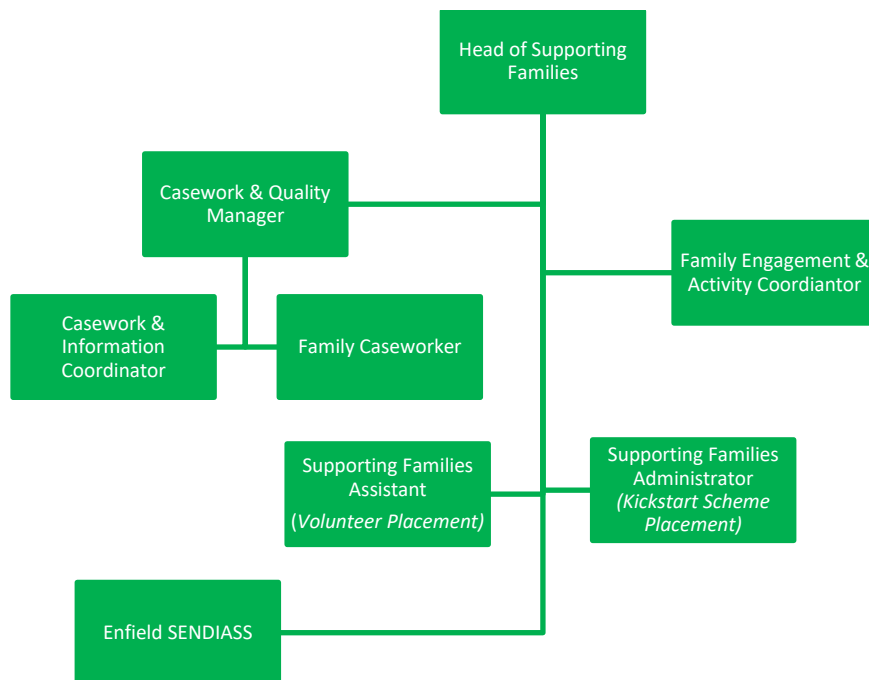 Head of Supporting
Families
Casework & Quality
Manager
Family Engagement &
Activity Coordiantor
Casework &
Information
Coordinator
Family Caseworker
Supporting Families
Assistant
(Volunteer Placement)
Supporting Families
Administrator
(Kickstart Scheme
Placement)
Enfield SENDIASS